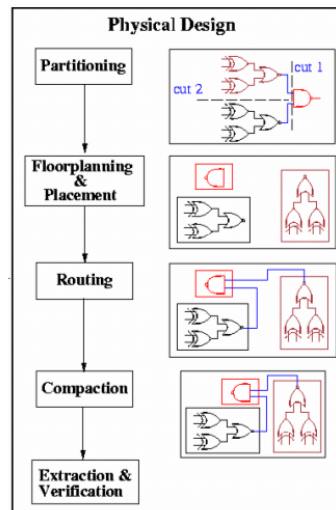 Physical Design
Partitioning
cut 1
cut 2
Floorplanning
&
Placement
Routing
Compaction
Extraction &
Verification